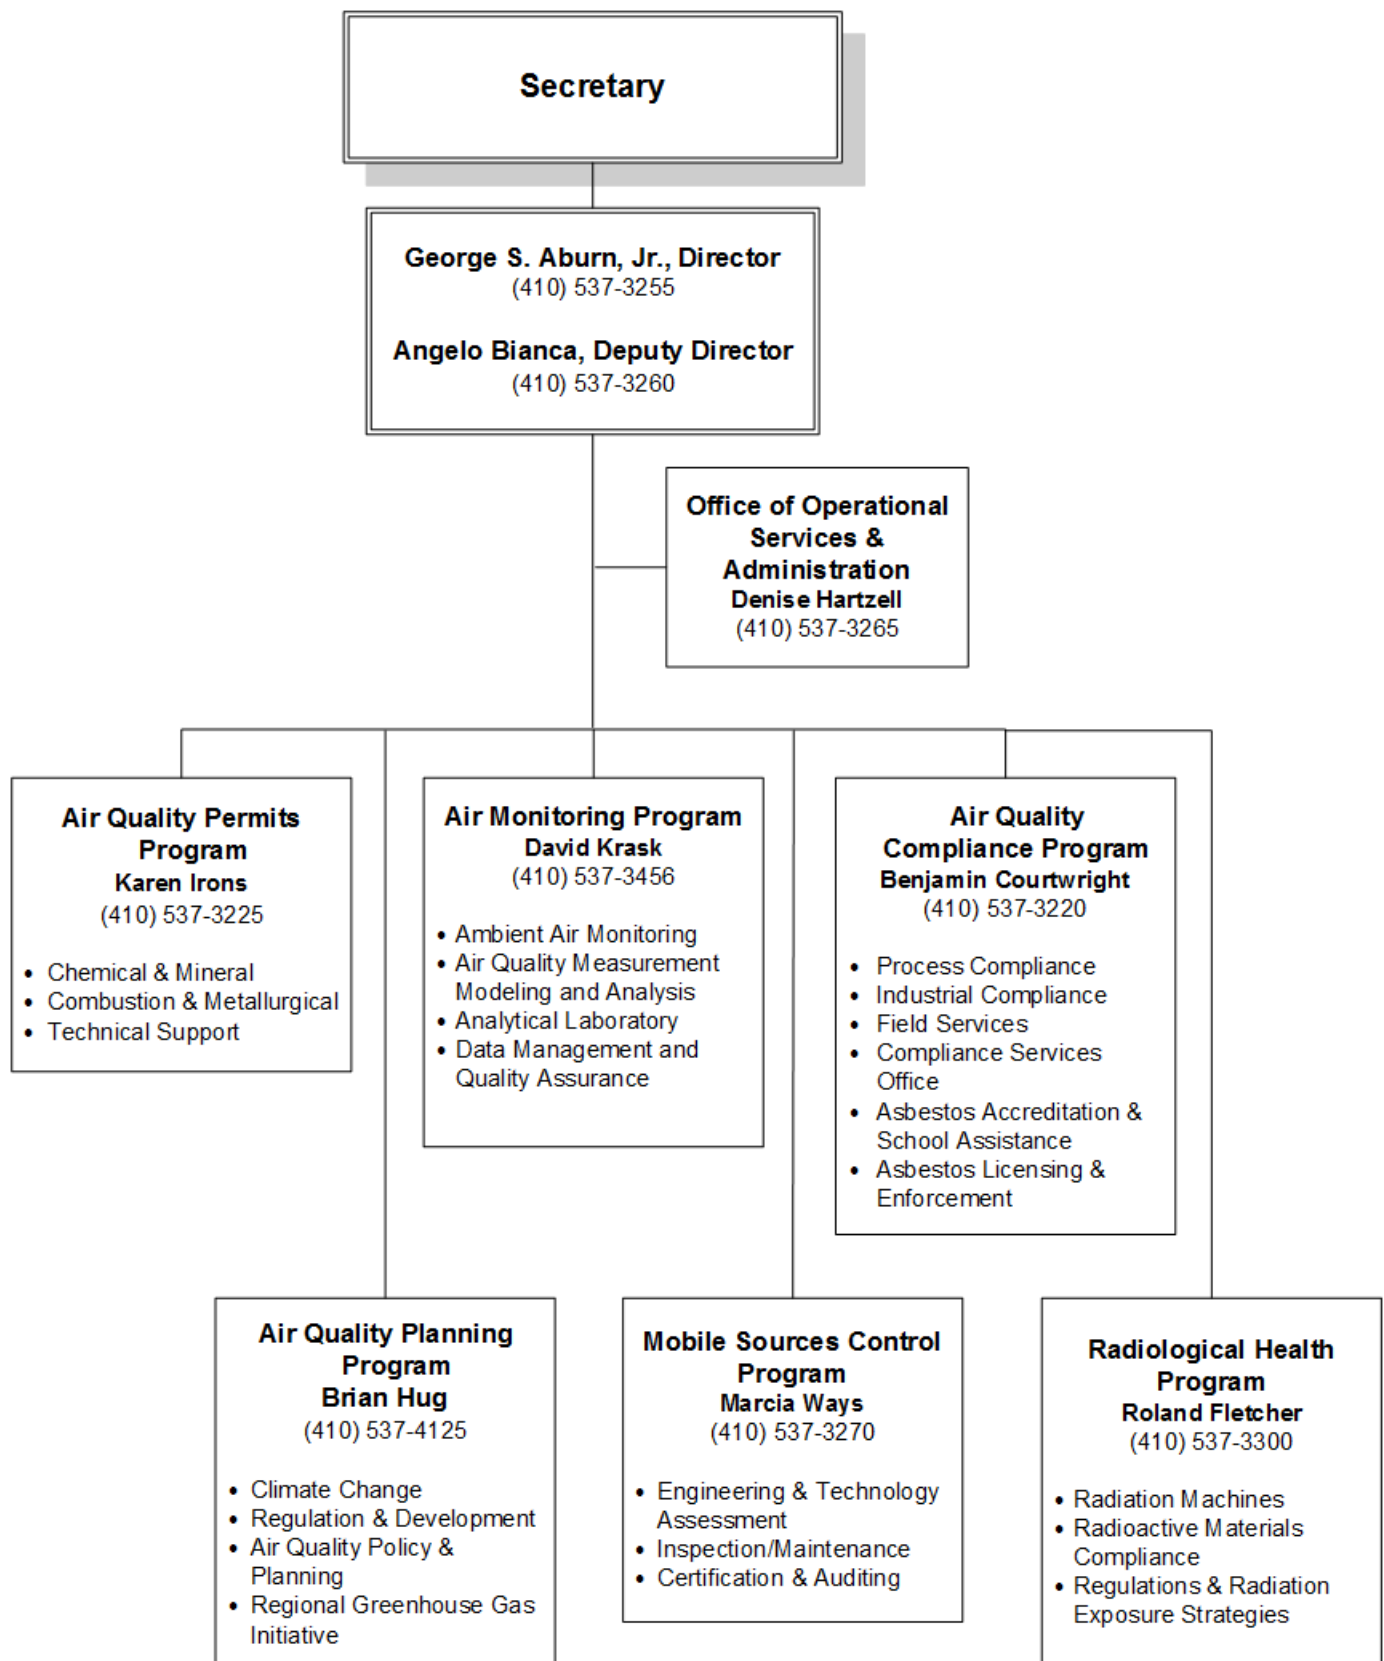 Secretary
George S. Aburn, Jr., Director
(410) 537-3255
Angelo Bianca, Deputy Director
(410) 537-3260
Office of Operational
Services &
Administration
Denise Hartzell
(410) 537-3265
Air Quality Permits
Program
Karen Irons
(410) 537-3225
• Chemical & Mineral
• Combustion & Metallurgical
• Technical Support
Air Monitoring Program
David Krask
(410) 537-3456
• Ambient Air Monitoring
• Air Quality Measurement
Modeling and Analysis
• Analytical Laboratory
• Data Management and
Quality Assurance
Air Quality
Compliance Program
Benjamin Courtwright
(410) 537-3220
• Process Compliance
• Industrial Compliance
• Field Services
• Compliance Services
Office
• Asbestos Accreditation &
School Assistance
• Asbestos Licensing &
Enforcement
Air Quality Planning
Program
Brian Hug
(410) 537-4125
• Climate Change
• Regulation & Development
• Air Quality Policy &
Planning
• Regional Greenhouse Gas
Initiative
Mobile Sources Control
Program
Marcia Ways
(410) 537-3270
• Engineering & Technology
Assessment
• Inspection/Maintenance
• Certification & Auditing
Radiological Health
Program
Roland Fletcher
(410) 537-3300
• Radiation Machines
• Radioactive Materials
Compliance
• Regulations & Radiation
Exposure Strategies